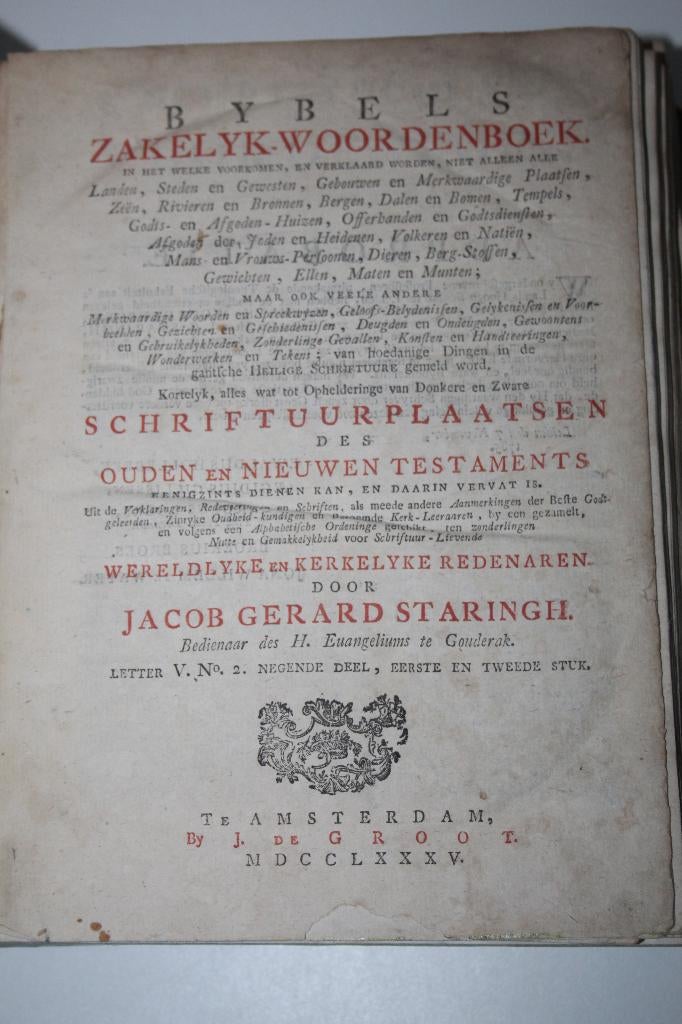 BYBELS
ZAKELYK-WOORDENBOEK.
IN HET WELKE VOORKOMEN, EN VERKLAARD WORDEN, NIET ALLEEN ALLE
Landen, Steden en Gewesten, Gebouwen en Merkwaardige Plaatsen,
Zeën, Rivieren en Bronnen, Bergen, Dalen en Bomen, Tempels,
Godts- en Afgoden-Huizen, Offerhanden en Godtsdiensten,
Afgoden der Joden en Heidenen, Volkeren en Natiën,
Mans- en Vrouws-Persoonen, Dieren, Berg-Stoffen,
Gewichten, Ellen, Maten en Munten;
MAAR OOK VEELE ANDERE
Merkwaardige Woorden en Spreekwyzen, Geloofs-Belydenissen, Gelykenissen en Voor-
beelden, Gezichten en Geschiedenissen, Deugden en Ondeugden, Gewoontens
en Gebruikelykheden, Zonderlinge Gevallen, Konsten en Handteeringen,
Wonderwerken en Tekens; van hoedanige Dingen in de
gantsche HEILIGE SCHRIFTUURE gemeld word,
Kortelyk, alles wat tot Ophelderinge van Donkere en Zware
SCHRIFTUURPLAATSEN
DES
OUDEN EN NIEUWEN TESTAMENTS
EENIGZINTS DIENEN KAN, EN DAARIN VERVAT IS.
Uit de Verklaringen, Redevoeringen en Schriften, als meede andere Aanmerkingen der Beste Godt-
geleerden, Zinryke Oudheid-kundigen en Kerk-Leeraaren, by een gezamelt,
en volgens een Alphabetische Ordeninge geschikt, ten zonderlingen
Nutte en Gemakkelykheid voor Schriftuur-Lievende
WERELDLYKE EN KERKELYKE REDENAREN
DOOR
JACOB GERARD STARINGH.
Bedienaar des H. Euangeliums te Gouderak.
LETTER V. No. 2. NEGENDE DEEL, EERSTE EN TWEEDE STUK.
TE AMSTERDAM,
By J. DE GROOT.
MDCCLXXXV.